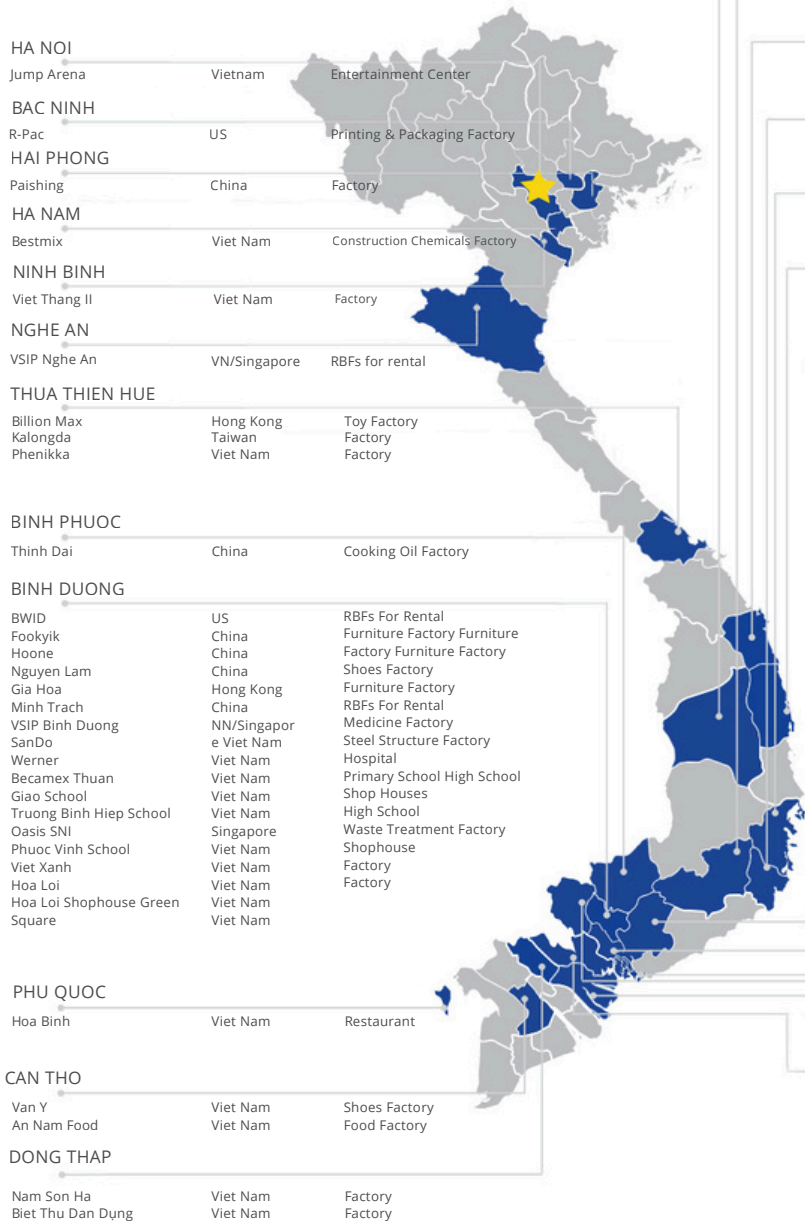 HA NOI
Jump Arena Vietnam Entertainment Center
BAC NINH
R-Pac US Printing & Packaging Factory
HAI PHONG
Paishing China Factory
HA NAM
Bestmix Viet Nam Construction Chemicals Factory
NINH BINH
Viet Thang II Viet Nam Factory
NGHE AN
VSIP Nghe An VN/Singapore RBFs for rental
THUA THIEN HUE
Billion Max Hong Kong Toy Factory
Kalongda Taiwan Factory
Phenikka Viet Nam Factory
BINH PHUOC
Thinh Dai China Cooking Oil Factory
BINH DUONG
BWID US RBFs For Rental
Fookyik China Furniture Factory Furniture
Hoone China Factory Furniture Factory
Nguyen Lam China Shoes Factory
Gia Hoa Hong Kong Furniture Factory
Minh Trach China RBFs For Rental
VSIP Binh Duong NN/Singapor Medicine Factory
SanDo e Viet Nam Steel Structure Factory
Werner Viet Nam Hospital
Becamex Thuan Viet Nam Primary School High School
Giao School Viet Nam Shop Houses
Truong Binh Hiep School Viet Nam High School
Oasis SNI Singapore Waste Treatment Factory
Phuoc Vinh School Viet Nam Shophouse
Viet Xanh Viet Nam Factory
Hoa Loi Viet Nam Factory
Hoa Loi Shophouse Green Viet Nam
Square Viet Nam
PHU QUOC
Hoa Binh Viet Nam Restaurant
CAN THO
Van Y Viet Nam Shoes Factory
An Nam Food Viet Nam Food Factory
DONG THAP
Nam Son Ha Viet Nam Factory
Biet Thu Dan Dụng Viet Nam Factory